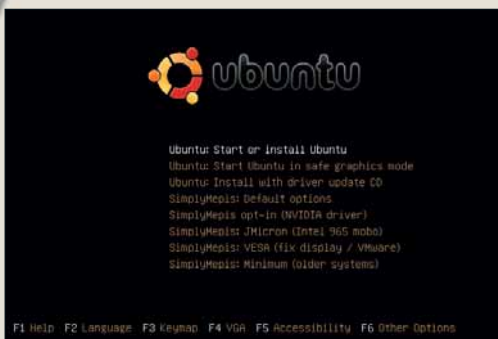 ubuntu
Ubuntu: Start or install Ubuntu
Ubuntu: Start Ubuntu in safe graphics mode
Ubuntu: Install with driver update CD
SimplyMepis: Default options
SimplyMepis opt-in (NVIDIA driver)
SimplyMepis: JMicron (Intel 965 mobo)
SimplyMepis: VESA (fix display / VMware)
SimplyMepis: Minimum (older systems)
F1 Help F2 Language F3 Keymap F4 VGA F5 Accessibility F6 Other Options